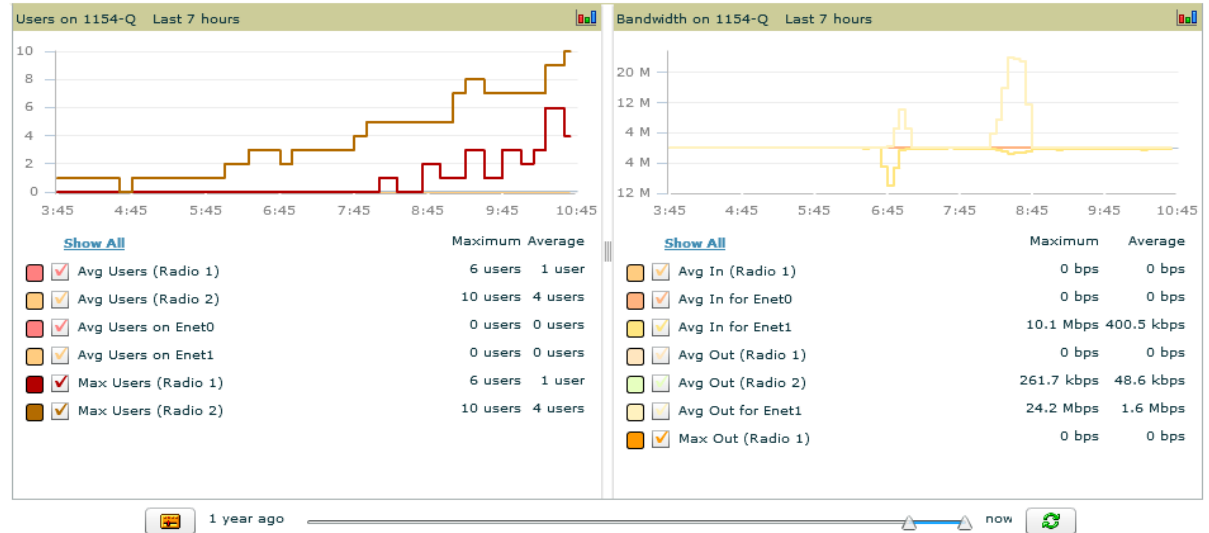 Users on 1154-Q Last 7 hours
10
8
6
4
2
0
3:45 4:45 5:45 6:45 7:45 8:45 9:45 10:45
Show All Maximum Average
Avg Users (Radio 1) 6 users 1 user
Avg Users (Radio 2) 10 users 4 users
Avg Users on Enet0 0 users 0 users
Avg Users on Enet1 0 users 0 users
Max Users (Radio 1) 6 users 1 user
Max Users (Radio 2) 10 users 4 users
Bandwidth on 1154-Q Last 7 hours
20 M
12 M
4 M
4 M
12 M
3:45 4:45 5:45 6:45 7:45 8:45 9:45 10:45
Show All Maximum Average
Avg In (Radio 1) 0 bps 0 bps
Avg In for Enet0 0 bps 0 bps
Avg In for Enet1 10.1 Mbps 400.5 kbps
Avg Out (Radio 1) 0 bps 0 bps
Avg Out (Radio 2) 261.7 kbps 48.6 kbps
Avg Out for Enet1 24.2 Mbps 1.6 Mbps
Max Out (Radio 1) 0 bps 0 bps
1 year ago now